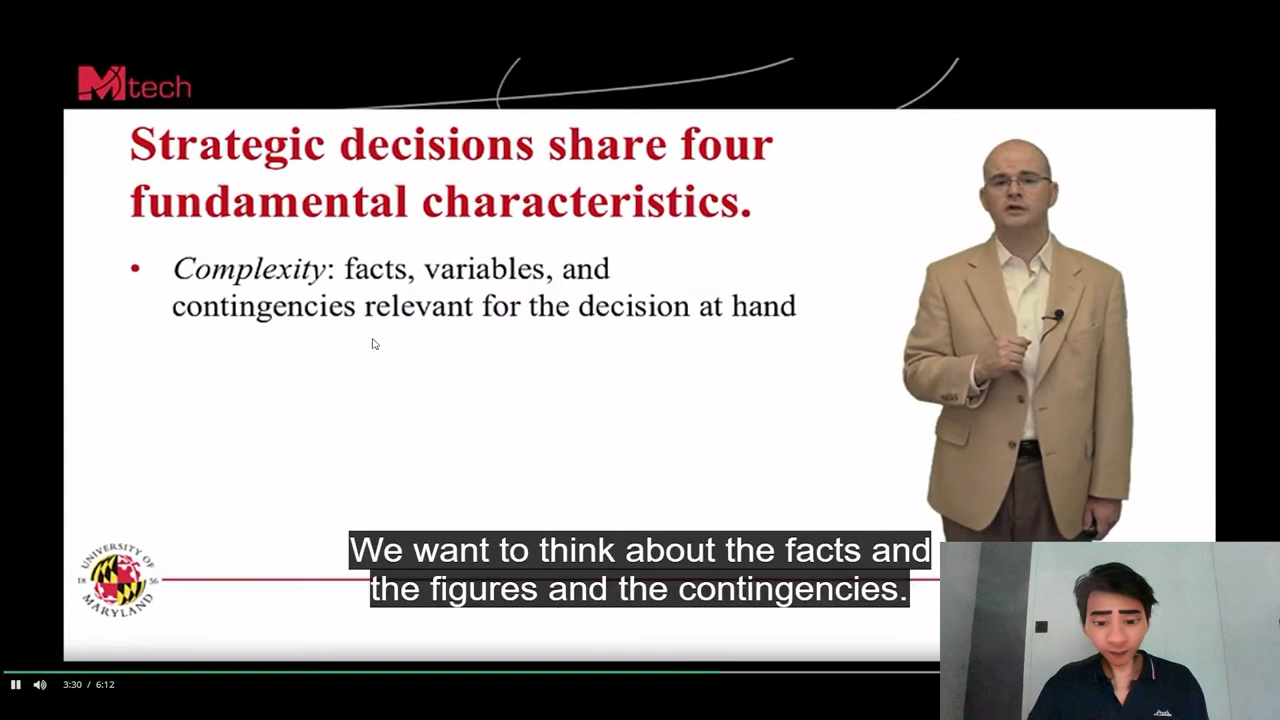 Mtech
Strategic decisions share four
fundamental characteristics.
• Complexity: facts, variables, and
contingencies relevant for the decision at hand
We want to think about the facts and
the figures and the contingencies.
UNIVERSITY OF
18 56
MARYLAND
3:30 / 6:12